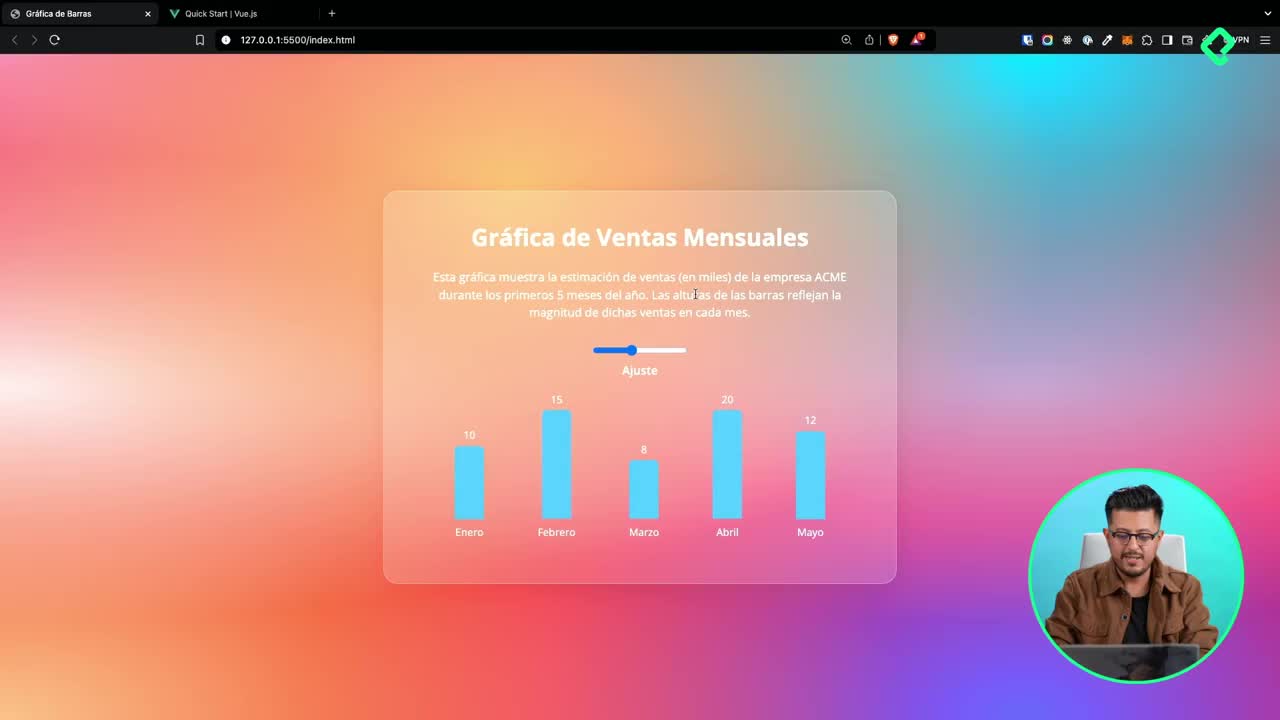 Gráfica de Barras
Quick Start | Vue.js
127.0.0.1:5500/index.html
1
VPN
Gráfica de Ventas Mensuales
Esta gráfica muestra la estimación de ventas (en miles) de la empresa ACME
durante los primeros 5 meses del año. Las alturas de las barras reflejan la
magnitud de dichas ventas en cada mes.
Ajuste
10 15 8 20 12
Enero Febrero Marzo Abril Mayo